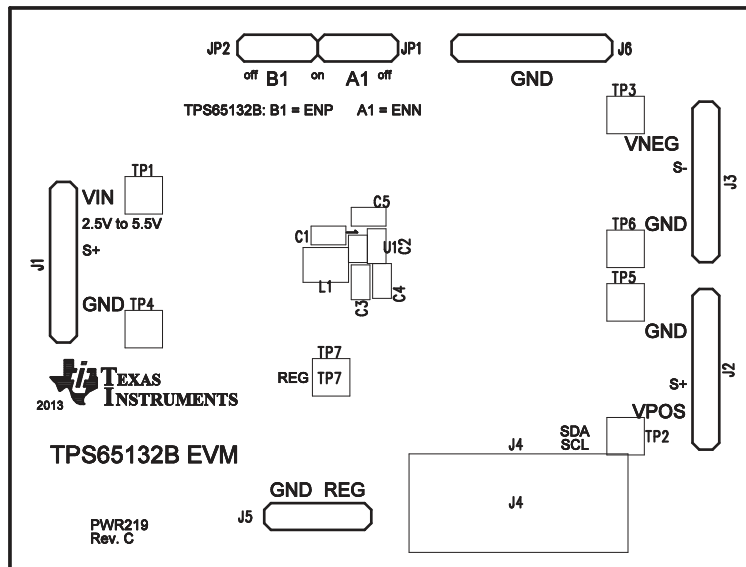 JP2 JP1 J6
off B1 on A1 off GND
TPS65132B: B1 = ENP A1 = ENN
TP3
VNEG
S-
J3
GND
TP6
TP1
VIN
2.5V to 5.5V
S+
J1
GND TP4
C5
C1
U1
C2
L1
C3
C4
TP5
GND
J2
S+
VPOS
TP2
TP7
REG TP7
TEXAS
INSTRUMENTS
2013
TPS65132B EVM
SDA
SCL
J4
J4
GND REG
J5
PWR219
Rev. C